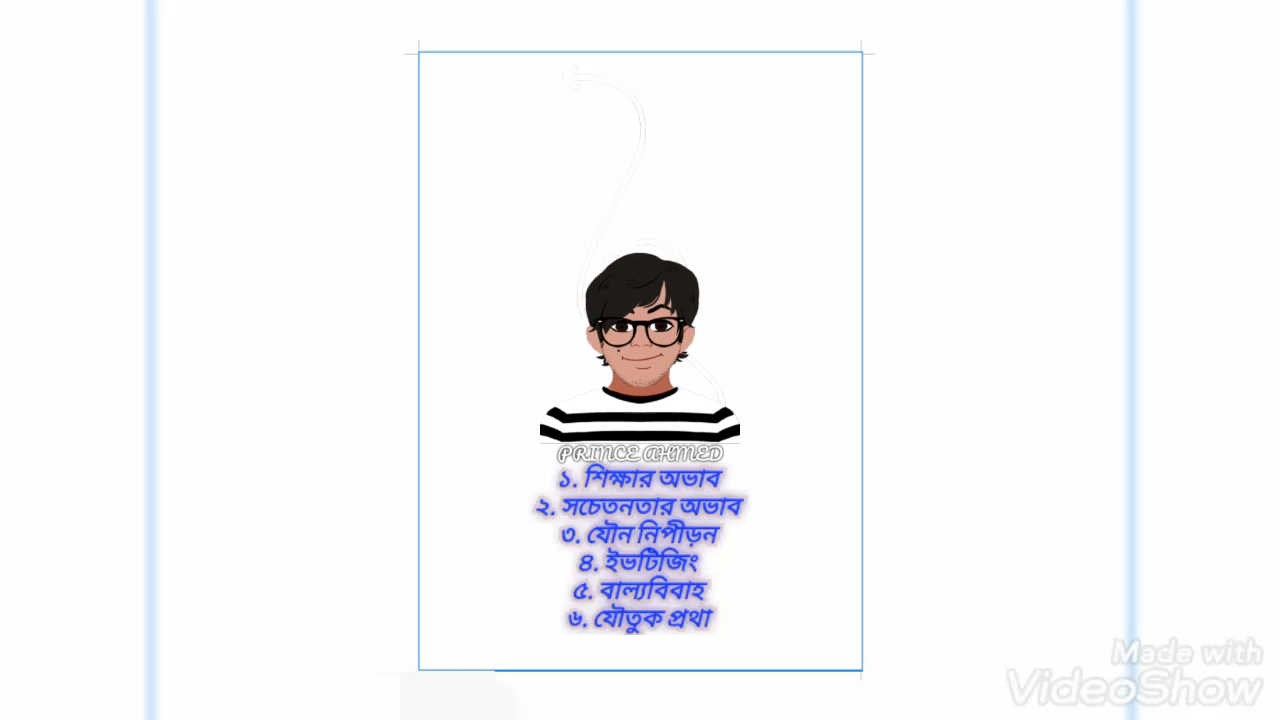 PRINCE AHMED
১. শিক্ষার অভাব
২. সচেতনতার অভাব
৩. যৌন নিপীড়ন
৪. ইভটিজিং
৫. বাল্যবিবাহ
৬. যৌতুক প্রথা
Made with
VideoShow